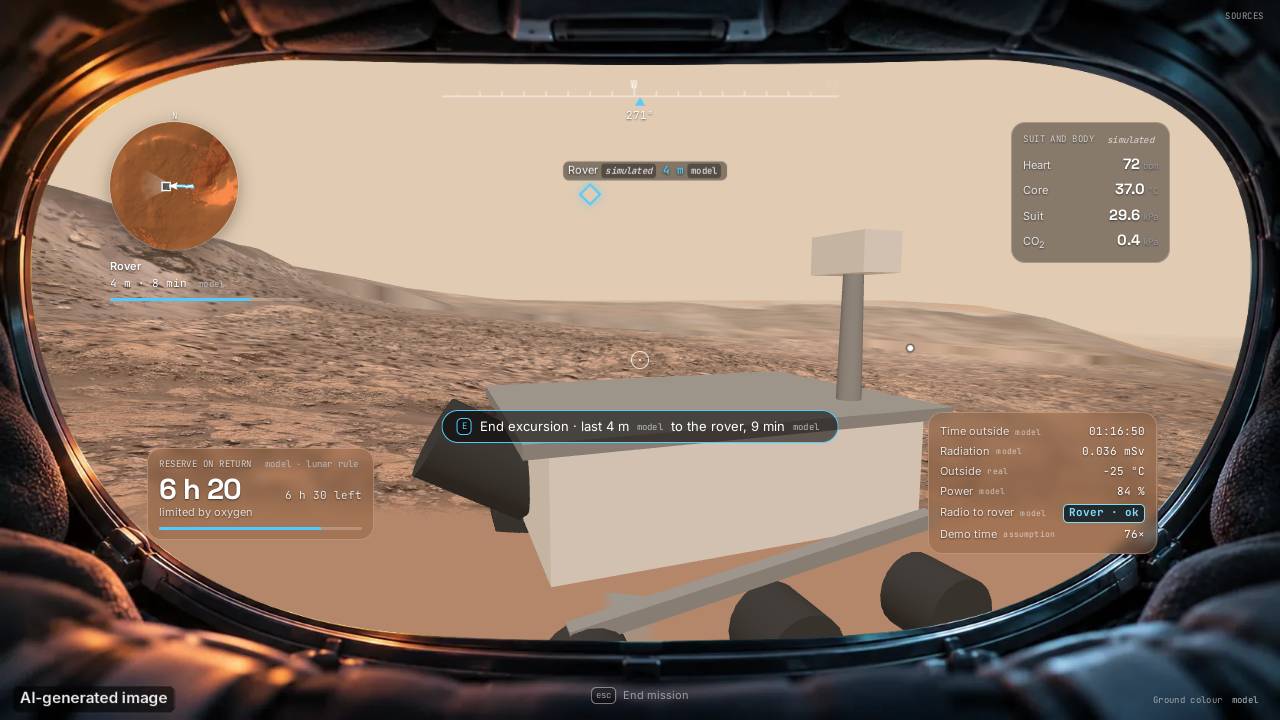 SOURCES
W
271°
N
Rover simulated 4 m model
SUIT AND BODY simulated
Heart 72 bpm
Core 37.0 °C
Suit 29.6 kPa
CO2 0.4 kPa
Rover
4 m · 8 min model
E End excursion · last 4 m model to the rover, 9 min model
RESERVE ON RETURN model · lunar rule
6 h 20 6 h 30 left
limited by oxygen
Time outside model 01:16:50
Radiation model 0.036 mSv
Outside real -25 °C
Power model 84 %
Radio to rover model Rover · ok
Demo time assumption 76×
AI-generated image
esc End mission
Ground colour model